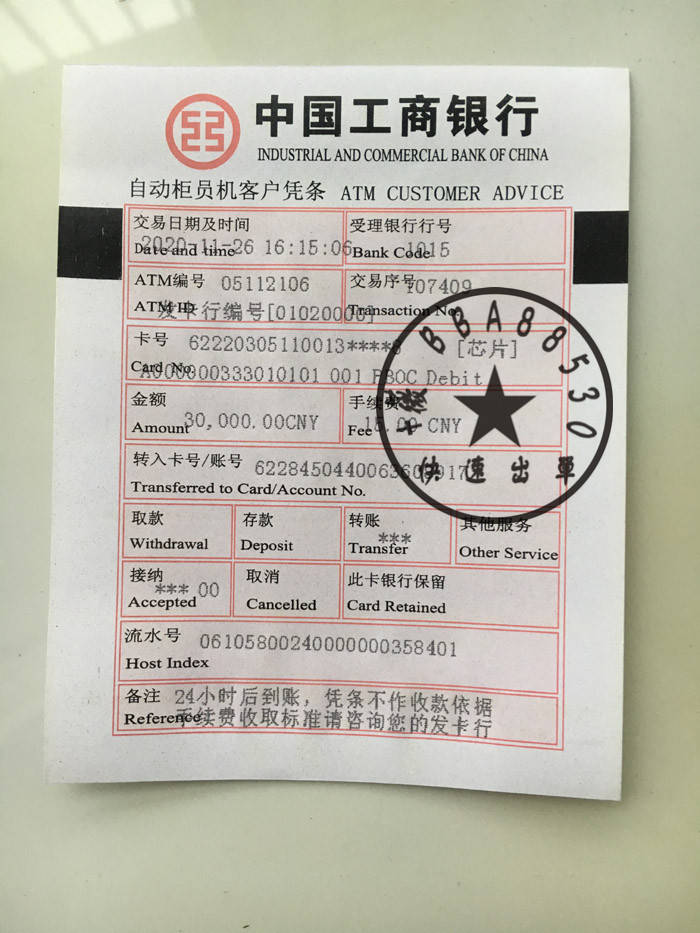 中国工商银行
INDUSTRIAL AND COMMERCIAL BANK OF CHINA
自动柜员机客户凭条 ATM CUSTOMER ADVICE
交易日期及时间
2020-11-26 16:15:06
Date and time
受理银行行号
Bank Code 1015
ATM编号 05112106
ATM ID
交易序号 107409
Transaction No.
发卡行编号[01020000]
卡号 62220305110013****6 [芯片]
Card No.
A000000333010101 001 PBOC Debit
金额
Amount 30,000.00CNY
手续费
Fee 15.00 CNY
转入卡号/账号
Transferred to Card/Account No.
取款
Withdrawal
存款
Deposit
转账
***
Transfer
其他服务
Other Service
接纳
*** 00
Accepted
取消
Cancelled
此卡银行保留
Card Retained
流水号 06105800240000000358401
Host Index
备注 24小时后到账，凭条不作收款依据
Reference 手续费收取标准请咨询您的发卡行
BBA88530
快速出單